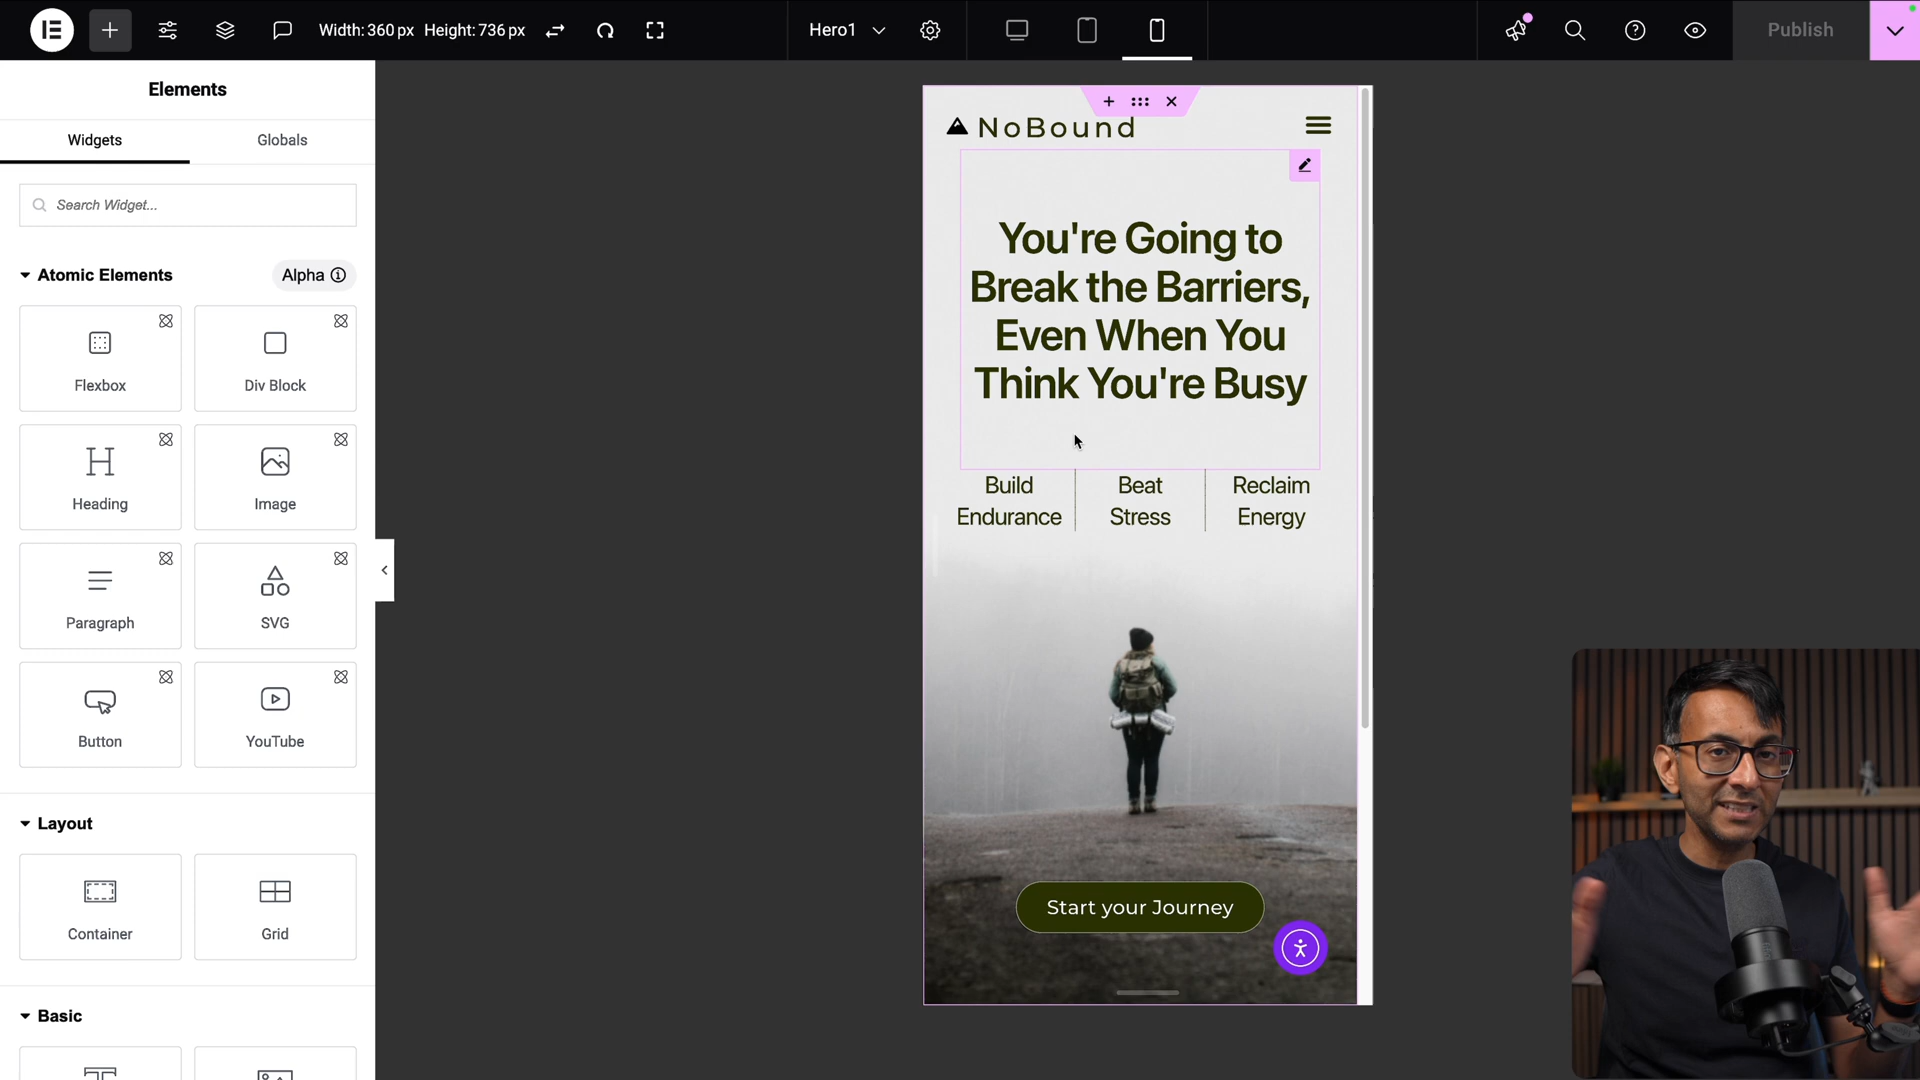 Width: 360 px Height: 736 px
Hero1
Publish
Elements
Widgets
Globals
Search Widget...
Atomic Elements
Alpha
Flexbox
Div Block
Heading
Image
Paragraph
SVG
Button
YouTube
Layout
Container
Grid
Basic
NoBound
You're Going to
Break the Barriers,
Even When You
Think You're Busy
Build
Endurance
Beat
Stress
Reclaim
Energy
Start your Journey